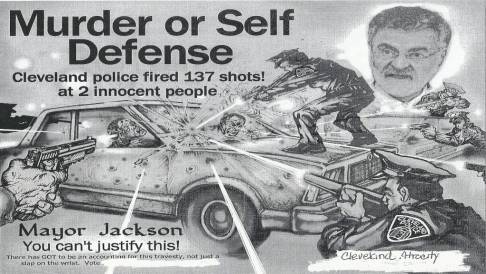 Murder or Self
Defense
Cleveland police fired 137 shots!
at 2 innocent people
Mayor Jackson
You can't justify this!
There has GOT to be an accounting for this travesty, not just a
slap on the wrist. Vote
Cleveland Atrocity